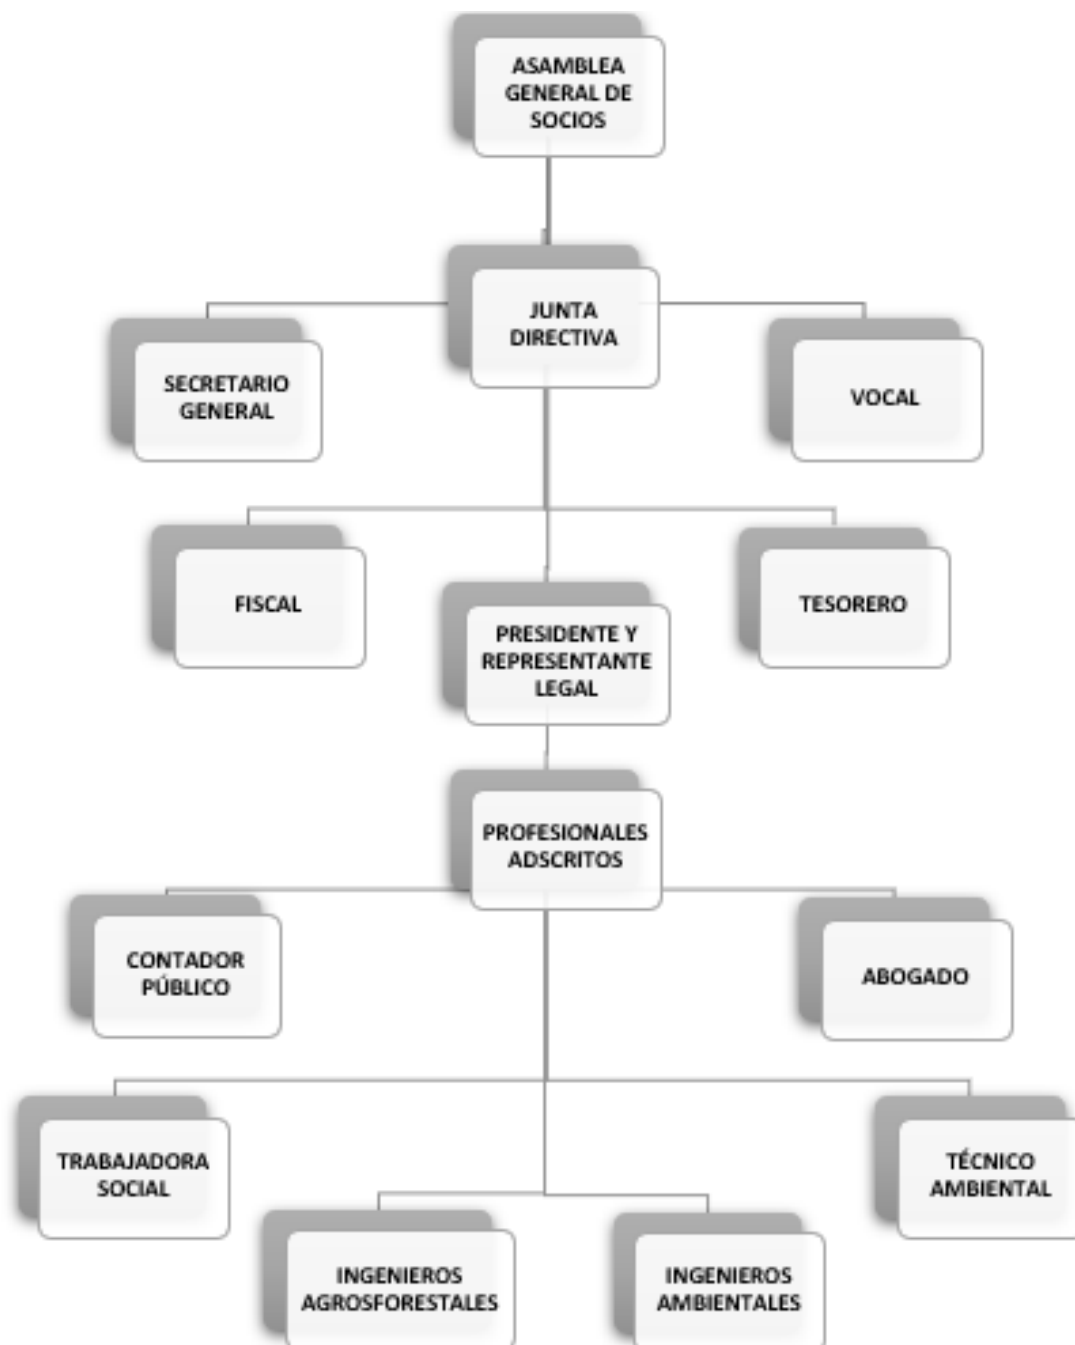 ASAMBLEA
GENERAL DE
SOCIOS
JUNTA
DIRECTIVA
SECRETARIO
GENERAL
VOCAL
FISCAL
TESORERO
PRESIDENTE Y
REPRESENTANTE
LEGAL
PROFESIONALES
ADSCRITOS
CONTADOR
PÚBLICO
ABOGADO
TRABAJADORA
SOCIAL
TÉCNICO
AMBIENTAL
INGENIEROS
AGROSFORESTALES
INGENIEROS
AMBIENTALES